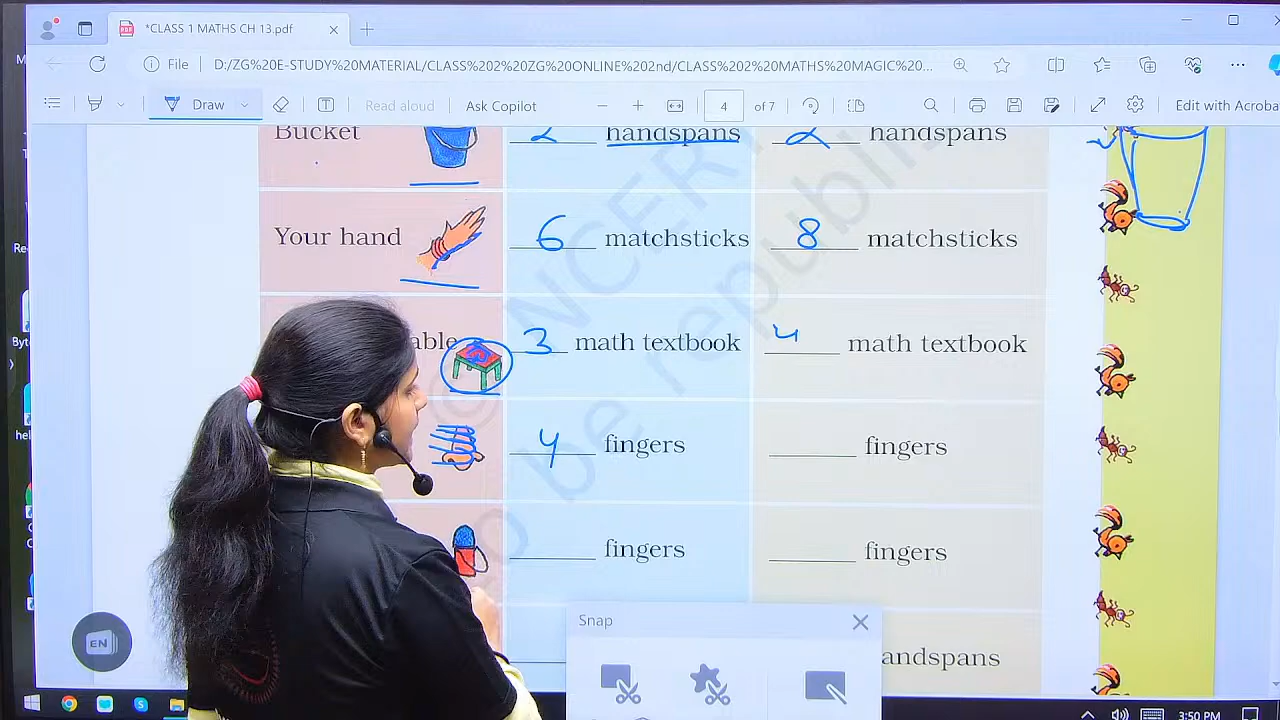 *CLASS 1 MATHS CH 13.pdf
File D:/ZG%20E-STUDY%20MATERIAL/CLASS%202%20ZG%20ONLINE%202nd/CLASS%202%20MATHS%20MAGIC%20...
Draw Read aloud Ask Copilot 4 of 7 Edit with Acroba
Bucket 2 handspans 2 handspans
Your hand 6 matchsticks 8 matchsticks
able 3 math textbook 4 math textbook
4 fingers fingers
fingers fingers
Snap
andspans
© NCERT
o be republi
EN
3:50 PM